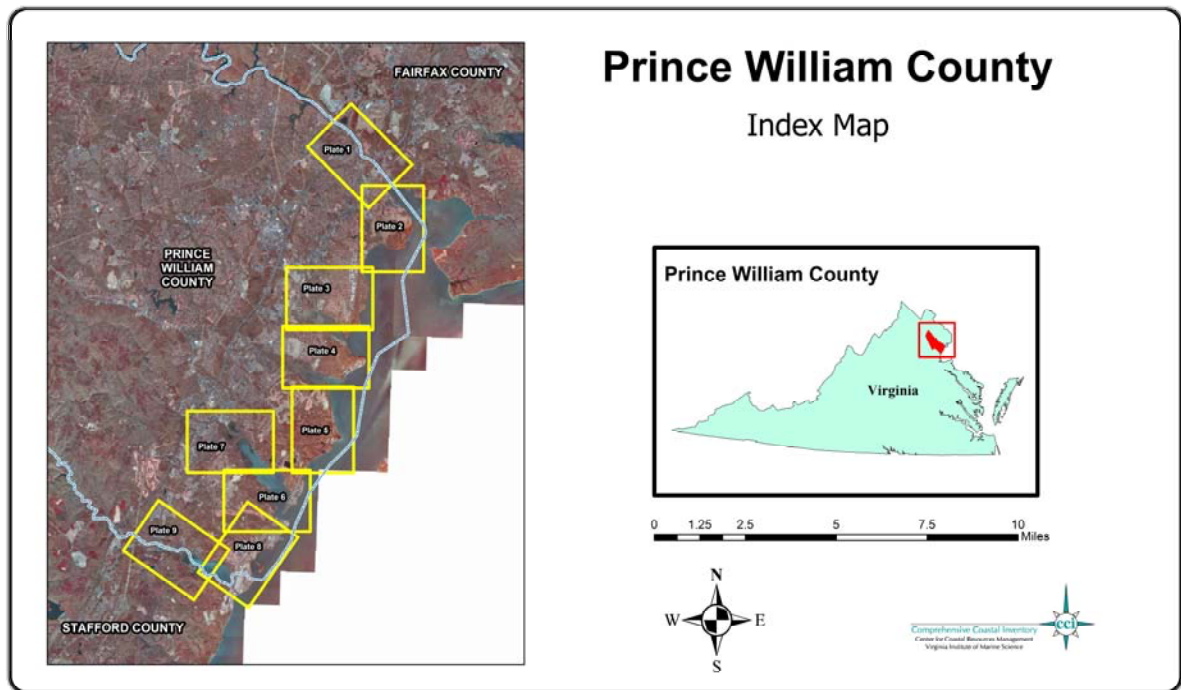 Prince William County
Index Map
FAIRFAX COUNTY
Plate 1
Plate 2
PRINCE
WILLIAM
COUNTY
Plate 3
Plate 4
Plate 5
Plate 7
Plate 6
Plate 9
Plate 8
STAFFORD COUNTY
Prince William County
Virginia
0 1.25 2.5 5 7.5 10
Miles
N
W E
S
Comprehensive Coastal Inventory
Center for Coastal Resources Management
Virginia Institute of Marine Science
cci